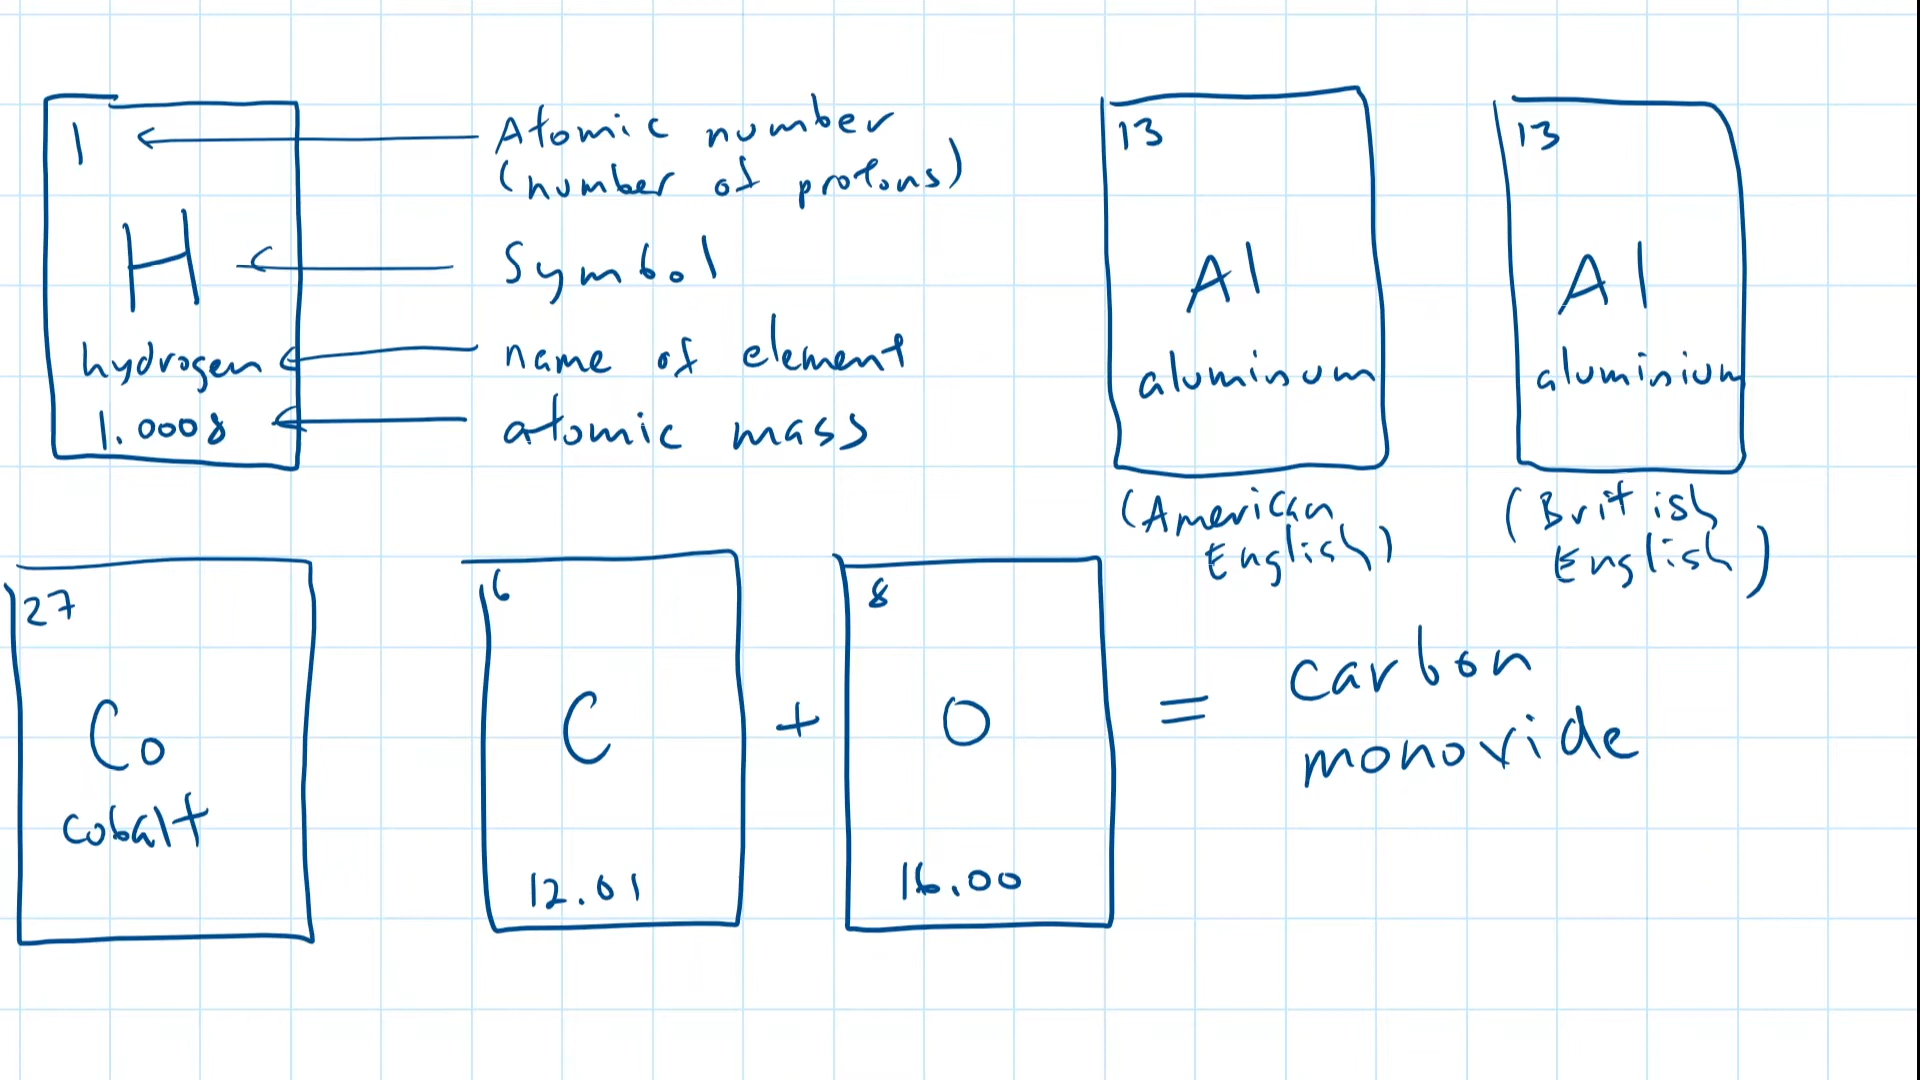 1
H
hydrogen
1.0008
Atomic number
(number of protons)
Symbol
name of element
atomic mass
13
Al
aluminum
(American
English)
13
Al
aluminium
(British
English)
27
Co
cobalt
6
C
12.01
+
8
O
16.00
=
carbon
monoxide